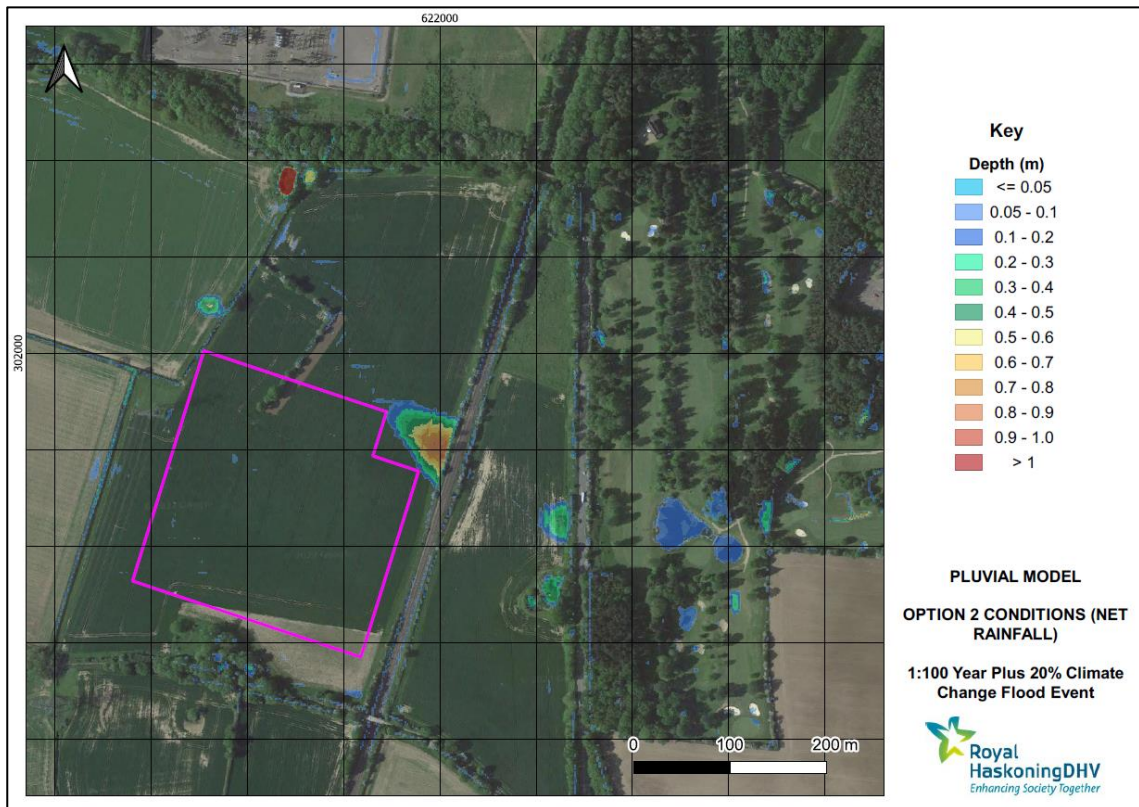 622000
302000
Key
Depth (m)
<= 0.05
0.05 - 0.1
0.1 - 0.2
0.2 - 0.3
0.3 - 0.4
0.4 - 0.5
0.5 - 0.6
0.6 - 0.7
0.7 - 0.8
0.8 - 0.9
0.9 - 1.0
> 1
PLUVIAL MODEL
OPTION 2 CONDITIONS (NET
RAINFALL)
1:100 Year Plus 20% Climate
Change Flood Event
0 100 200 m
Royal
HaskoningDHV
Enhancing Society Together